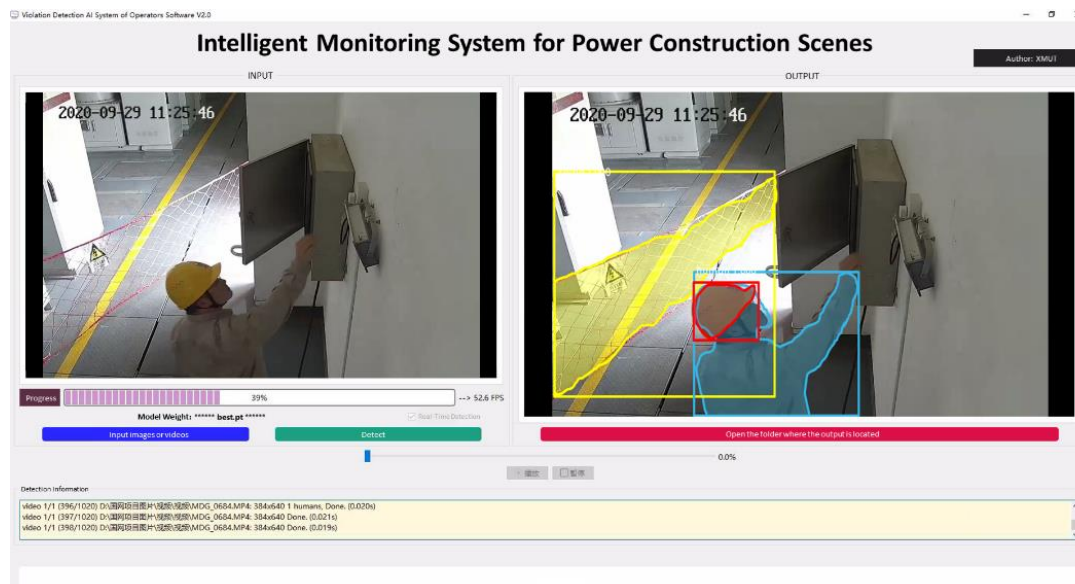 Violation Detection AI System of Operators Software V2.0
Intelligent Monitoring System for Power Construction Scenes
Author: XMUT
INPUT
OUTPUT
2020-09-29 11:25:46
2020-09-29 11:25:46
Progress
39%
--> 52.6 FPS
Model Weight: ****** best.pt ******
Real Time Detection
Input images or videos
Detect
Open the folder where the output is located
0.0%
播放
暂停
Detection Information
video 1/1 (396/1020) D:\国网项目图片\视频\视频\MDG_0684.MP4: 384x640 1 humans, Done. (0.020s)
video 1/1 (397/1020) D:\国网项目图片\视频\视频\MDG_0684.MP4: 384x640 Done. (0.021s)
video 1/1 (398/1020) D:\国网项目图片\视频\视频\MDG_0684.MP4: 384x640 Done. (0.019s)